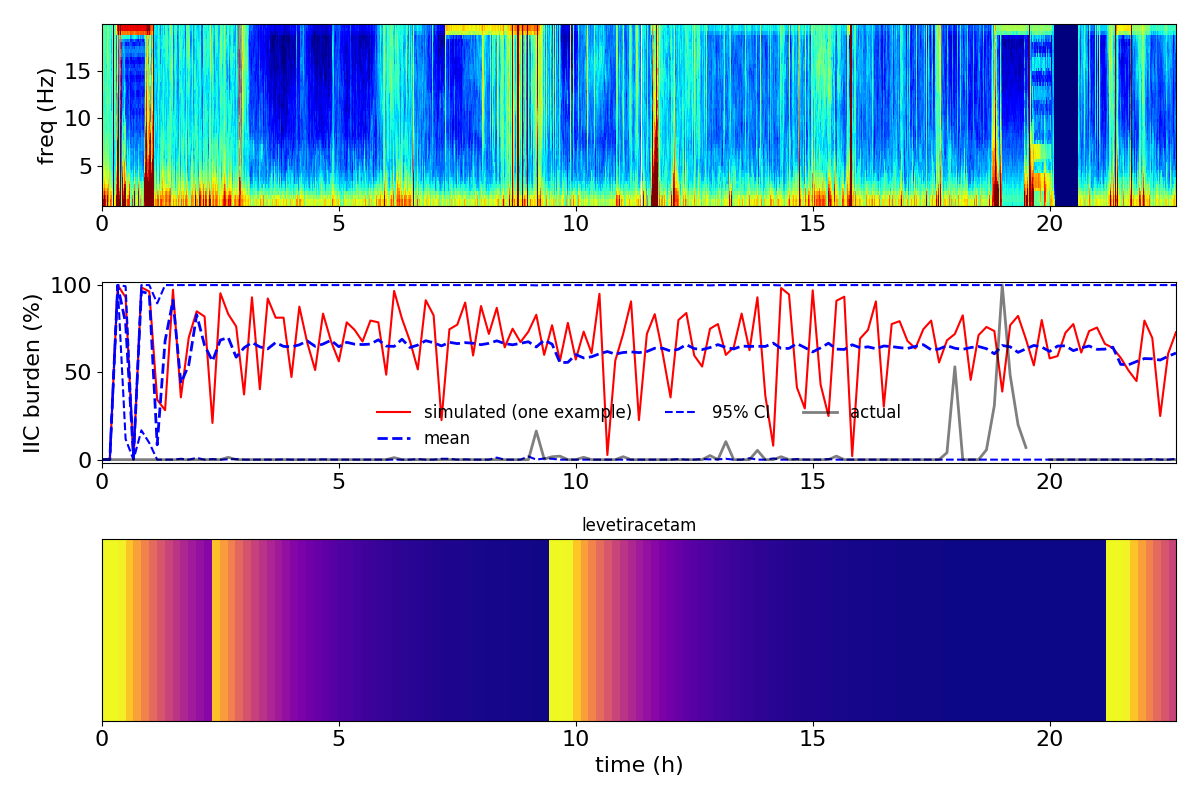 freq (Hz)
15
10
5
0 5 10 15 20
IIC burden (%)
100
50
0
simulated (one example) 95% CI actual
mean
0 5 10 15 20
levetiracetam
0 5 10 15 20
time (h)